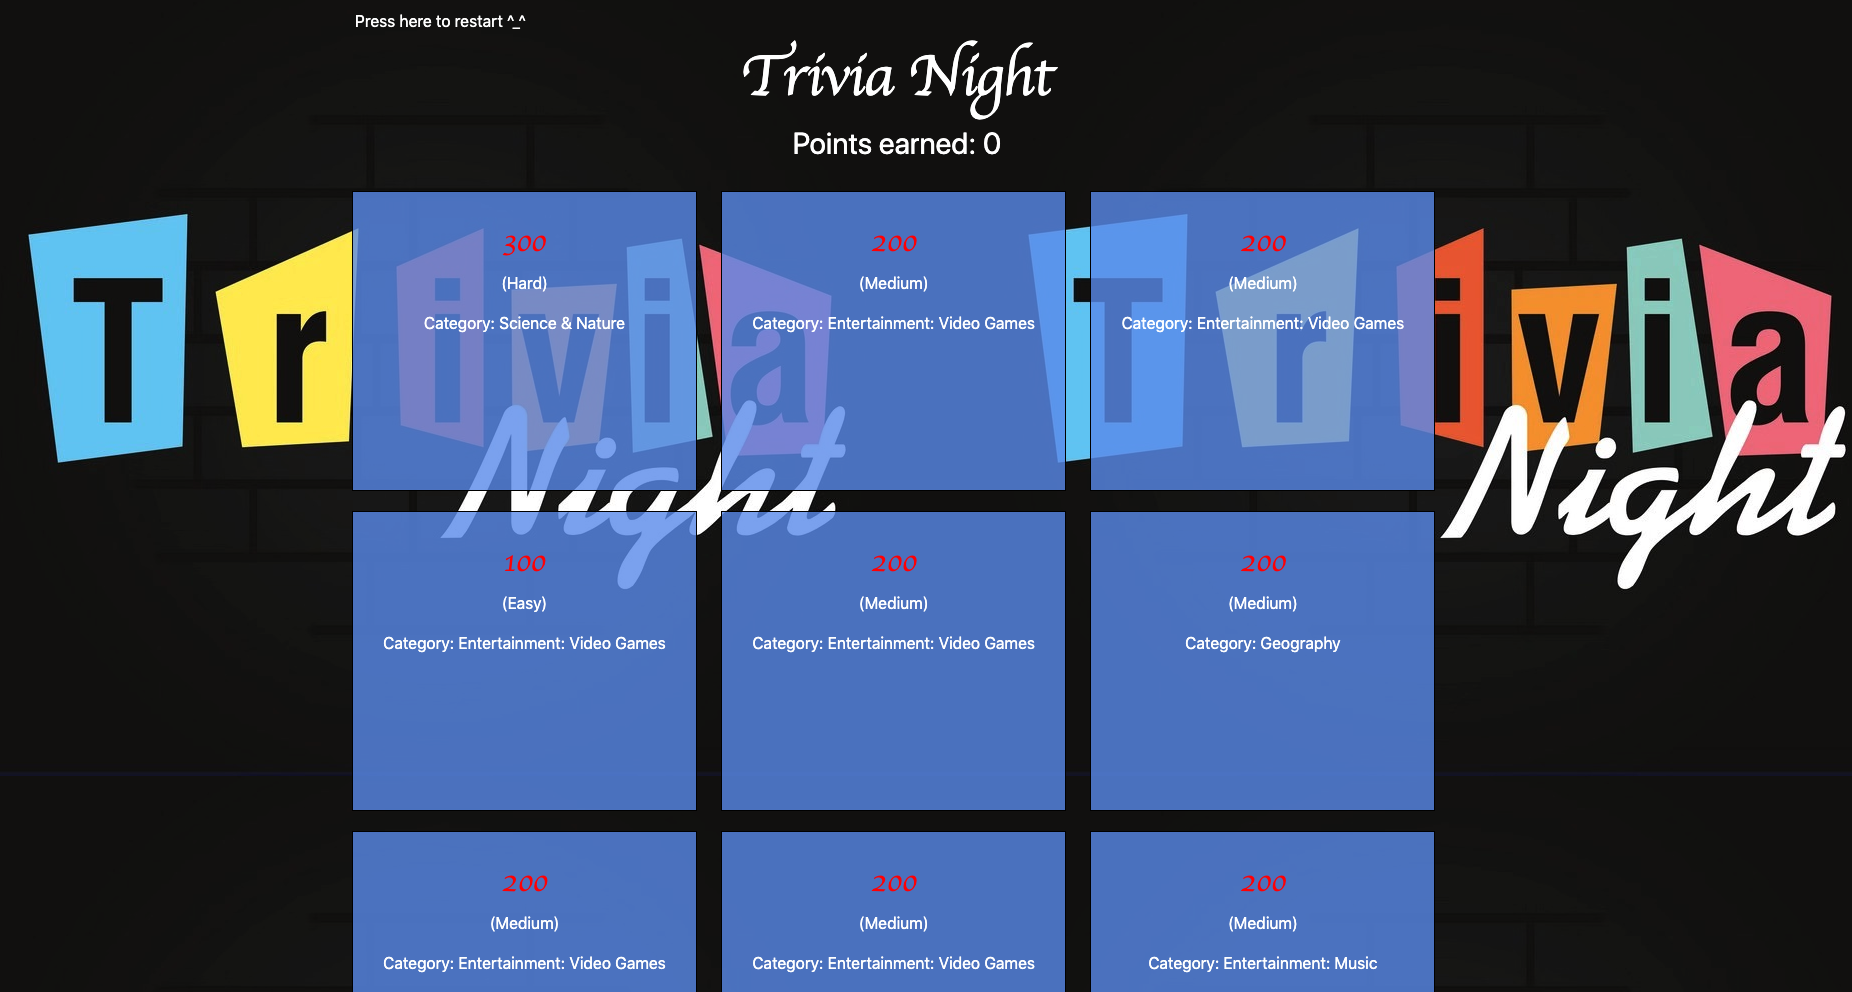 Press here to restart ^_^
Trivia Night
Points earned: 0
Trivia Trivia
Night Night
300
(Hard)
Category: Science & Nature
200
(Medium)
Category: Entertainment: Video Games
200
(Medium)
Category: Entertainment: Video Games
100
(Easy)
Category: Entertainment: Video Games
200
(Medium)
Category: Entertainment: Video Games
200
(Medium)
Category: Geography
200
(Medium)
Category: Entertainment: Video Games
200
(Medium)
Category: Entertainment: Video Games
200
(Medium)
Category: Entertainment: Music